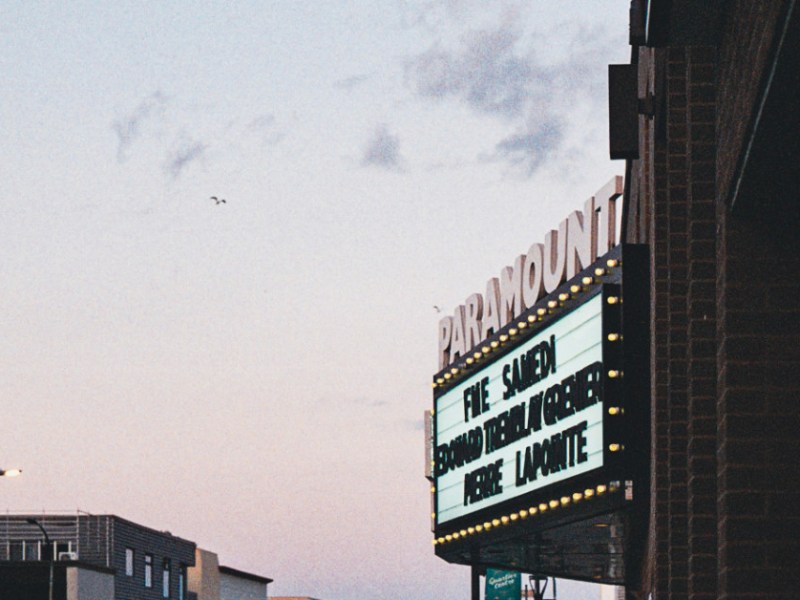 PARAMOUNT
FME SAMEDI
EDOUARD TREMBLAY GRENIER
PIERRE LAPOINTE